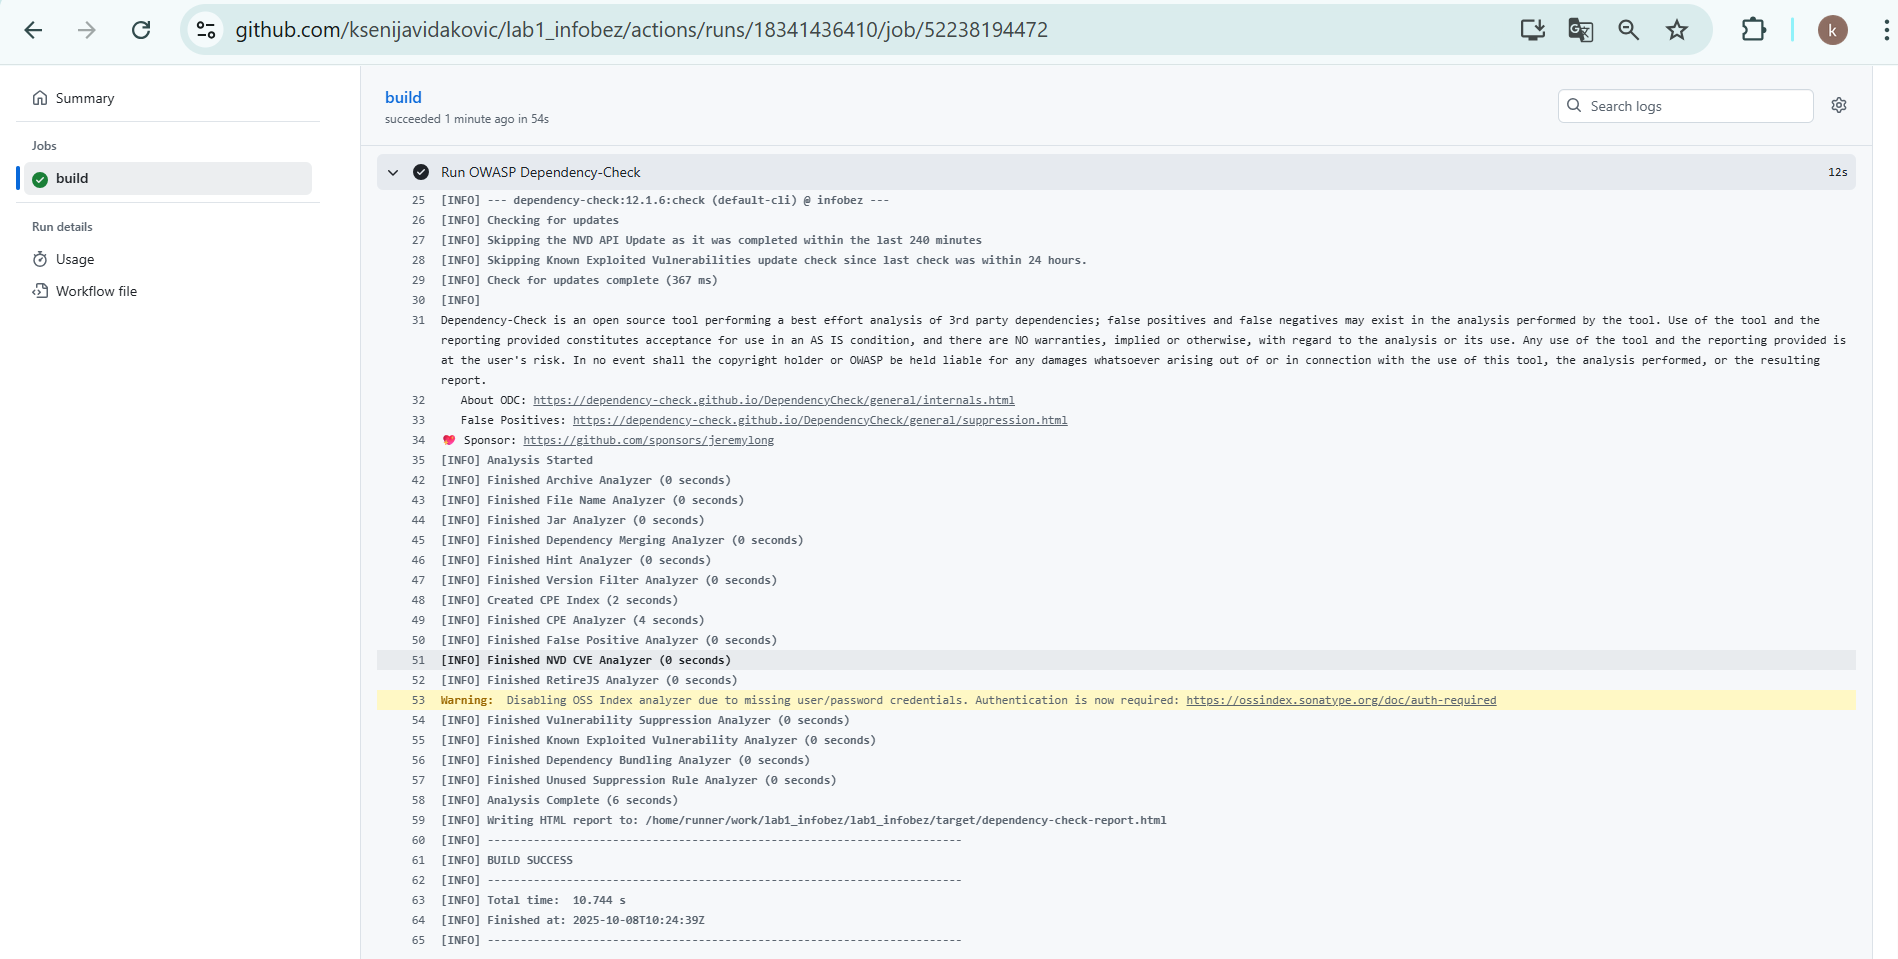 github.com/ksenijavidakovic/lab1_infobez/actions/runs/18341436410/job/52238194472
k
Summary
Jobs
build
Run details
Usage
Workflow file
build
succeeded 1 minute ago in 54s
Search logs
Run OWASP Dependency-Check
12s
25 [INFO] --- dependency-check:12.1.6:check (default-cli) @ infobez ---
26 [INFO] Checking for updates
27 [INFO] Skipping the NVD API Update as it was completed within the last 240 minutes
28 [INFO] Skipping Known Exploited Vulnerabilities update check since last check was within 24 hours.
29 [INFO] Check for updates complete (367 ms)
30 [INFO]
31 Dependency-Check is an open source tool performing a best effort analysis of 3rd party dependencies; false positives and false negatives may exist in the analysis performed by the tool. Use of the tool and the
reporting provided constitutes acceptance for use in an AS IS condition, and there are NO warranties, implied or otherwise, with regard to the analysis or its use. Any use of the tool and the reporting provided is
at the user's risk. In no event shall the copyright holder or OWASP be held liable for any damages whatsoever arising out of or in connection with the use of this tool, the analysis performed, or the resulting
report.
32 About ODC: https://dependency-check.github.io/DependencyCheck/general/internals.html
33 False Positives: https://dependency-check.github.io/DependencyCheck/general/suppression.html
34 💖 Sponsor: https://github.com/sponsors/jeremylong
35 [INFO] Analysis Started
42 [INFO] Finished Archive Analyzer (0 seconds)
43 [INFO] Finished File Name Analyzer (0 seconds)
44 [INFO] Finished Jar Analyzer (0 seconds)
45 [INFO] Finished Dependency Merging Analyzer (0 seconds)
46 [INFO] Finished Hint Analyzer (0 seconds)
47 [INFO] Finished Version Filter Analyzer (0 seconds)
48 [INFO] Created CPE Index (2 seconds)
49 [INFO] Finished CPE Analyzer (4 seconds)
50 [INFO] Finished False Positive Analyzer (0 seconds)
51 [INFO] Finished NVD CVE Analyzer (0 seconds)
52 [INFO] Finished RetireJS Analyzer (0 seconds)
53 Warning: Disabling OSS Index analyzer due to missing user/password credentials. Authentication is now required: https://ossindex.sonatype.org/doc/auth-required
54 [INFO] Finished Vulnerability Suppression Analyzer (0 seconds)
55 [INFO] Finished Known Exploited Vulnerability Analyzer (0 seconds)
56 [INFO] Finished Dependency Bundling Analyzer (0 seconds)
57 [INFO] Finished Unused Suppression Rule Analyzer (0 seconds)
58 [INFO] Analysis Complete (6 seconds)
59 [INFO] Writing HTML report to: /home/runner/work/lab1_infobez/lab1_infobez/target/dependency-check-report.html
60 [INFO] ------------------------------------------------------------------------
61 [INFO] BUILD SUCCESS
62 [INFO] ------------------------------------------------------------------------
63 [INFO] Total time:  10.744 s
64 [INFO] Finished at: 2025-10-08T10:24:39Z
65 [INFO] ------------------------------------------------------------------------